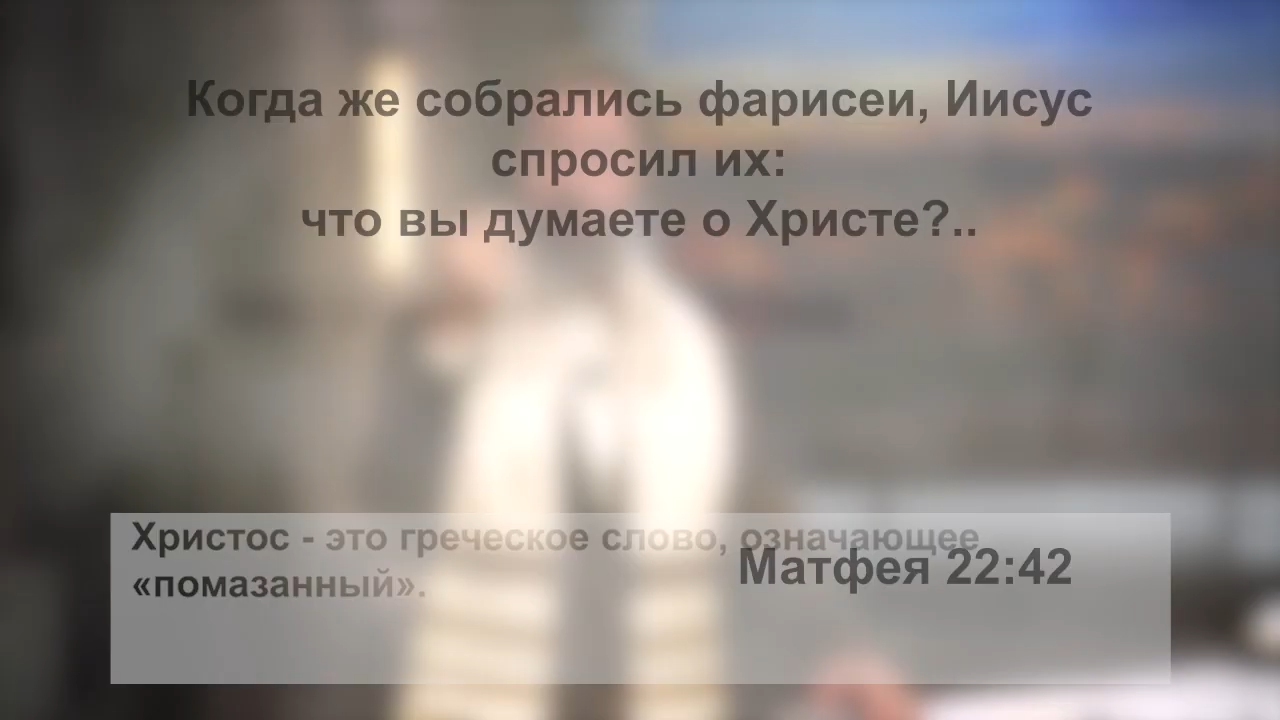 Когда же собрались фарисеи, Иисус
спросил их:
что вы думаете о Христе?..
Христос - это греческое слово, означающее
«помазанный».
Матфея 22:42